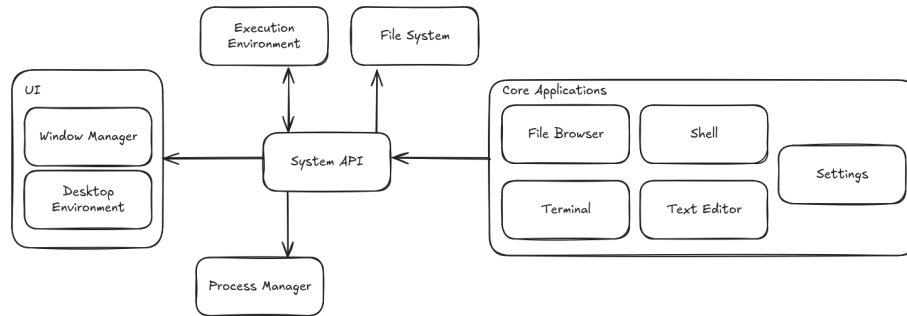 Execution
Environment
File System
UI
Window Manager
Desktop
Environment
System API
Process Manager
Core Applications
File Browser
Shell
Settings
Terminal
Text Editor